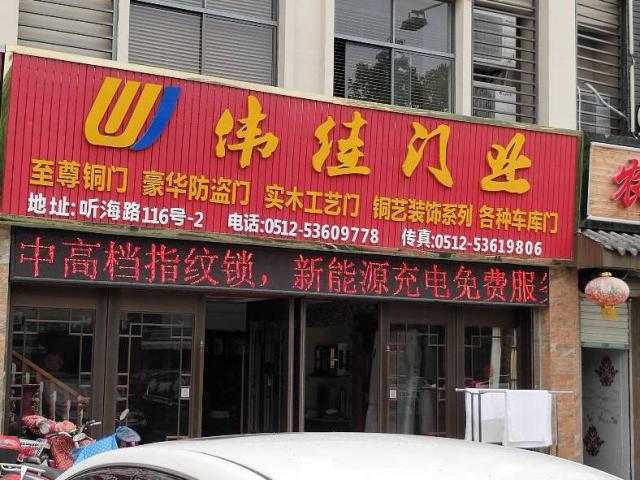 伟佳门业
至尊铜门 豪华防盗门 实木工艺门 铜艺装饰系列 各种车库门
地址:听海路116号-2 电话:0512-53609778 传真:0512-53619806
中高档指纹锁，新能源充电免费服务
农